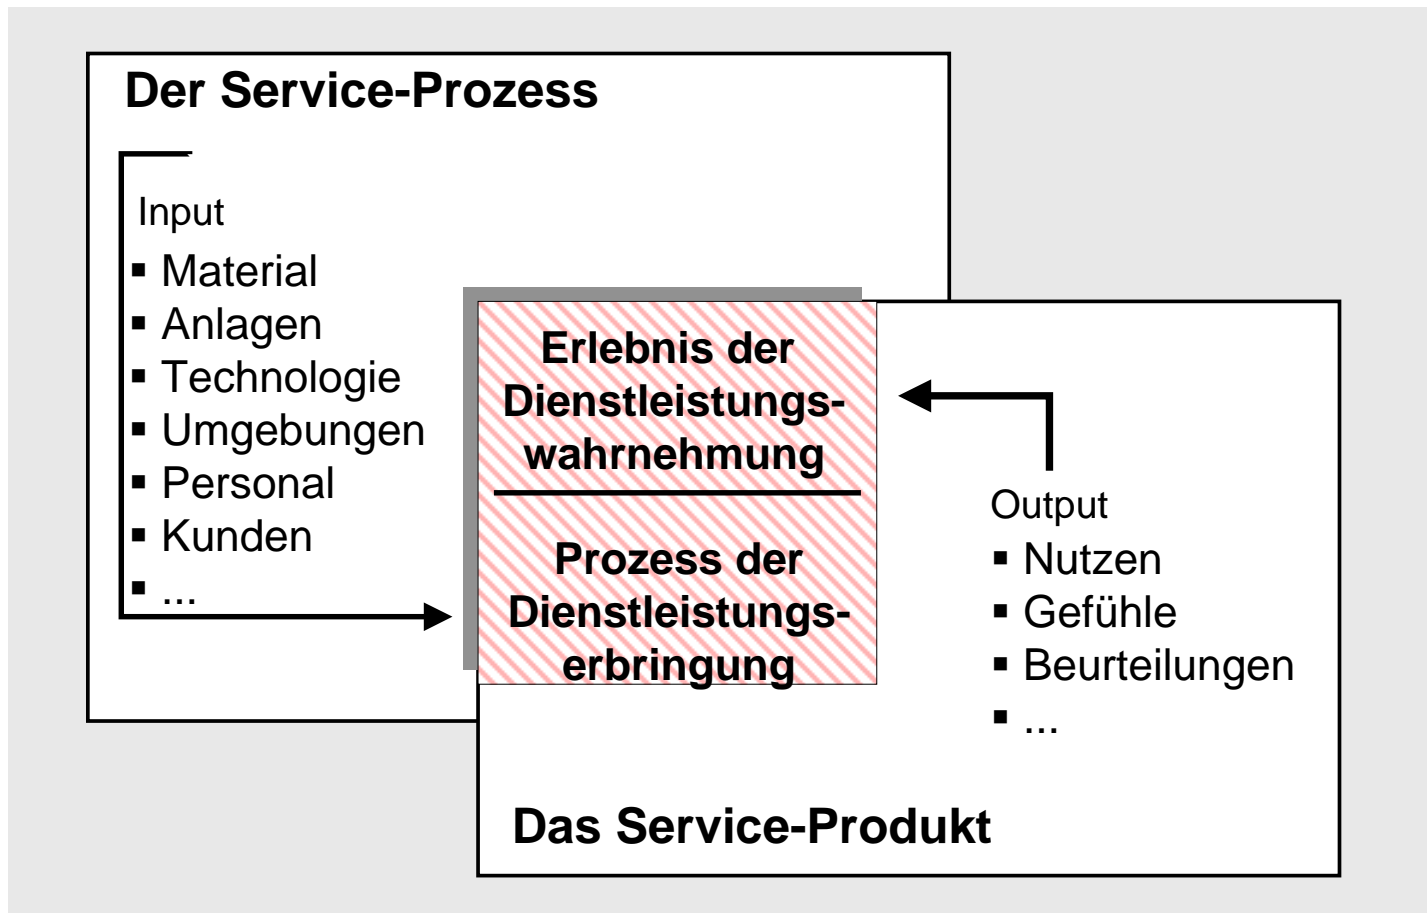 Der Service-Prozess
Input
▪ Material
▪ Anlagen
▪ Technologie
▪ Umgebungen
▪ Personal
▪ Kunden
▪ ...
Erlebnis der
Dienstleistungs-
wahrnehmung
Prozess der
Dienstleistungs-
erbringung
Output
▪ Nutzen
▪ Gefühle
▪ Beurteilungen
▪ ...
Das Service-Produkt